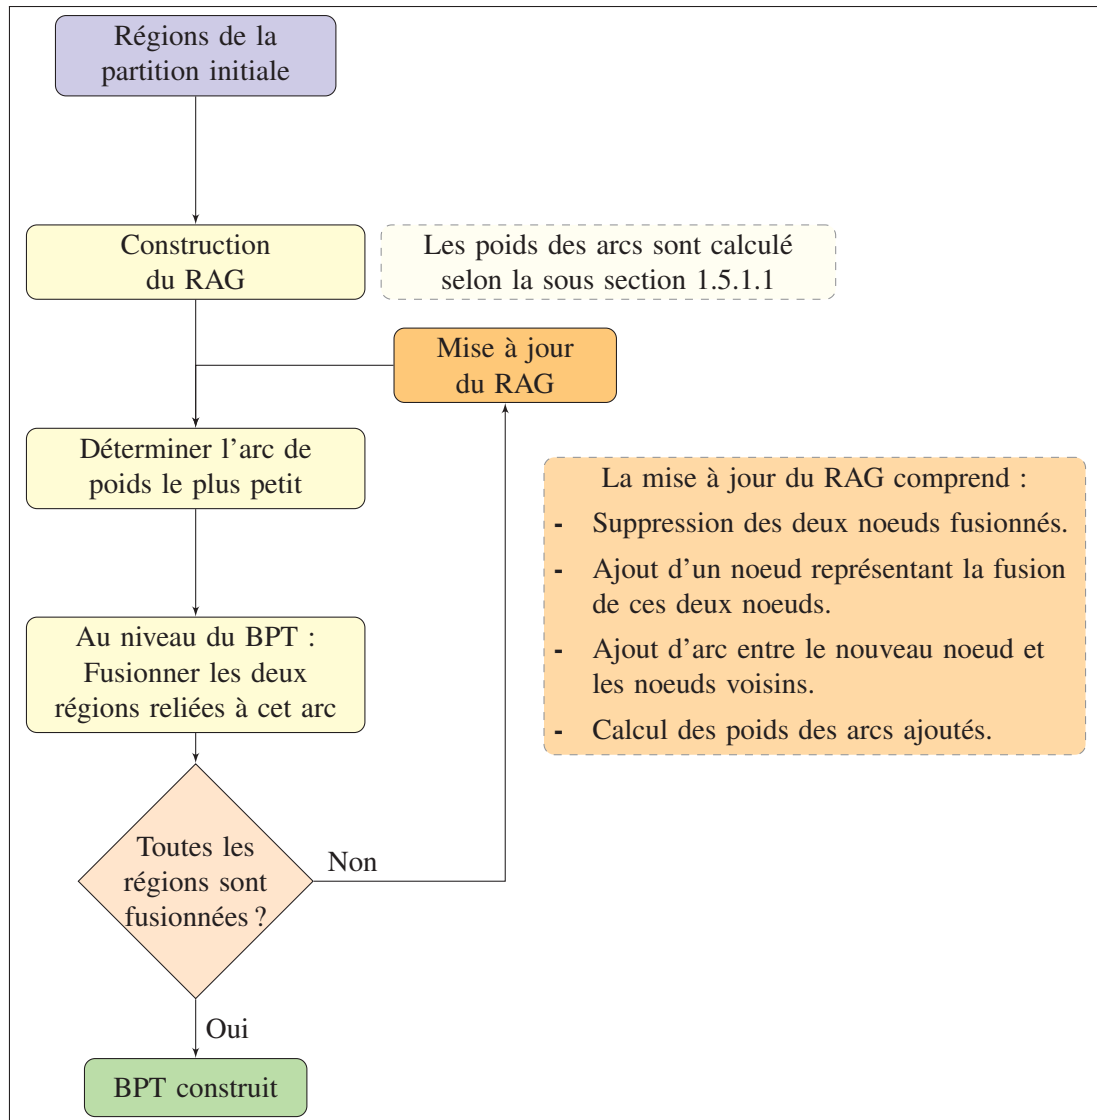 Régions de la
partition initiale
Construction
du RAG
Les poids des arcs sont calculé
selon la sous section 1.5.1.1
Mise à jour
du RAG
Déterminer l'arc de
poids le plus petit
La mise à jour du RAG comprend :
- Suppression des deux noeuds fusionnés.
- Ajout d'un noeud représentant la fusion
de ces deux noeuds.
- Ajout d'arc entre le nouveau noeud et
les noeuds voisins.
- Calcul des poids des arcs ajoutés.
Au niveau du BPT :
Fusionner les deux
régions reliées à cet arc
Toutes les
régions sont
fusionnées ?
Non
Oui
BPT construit